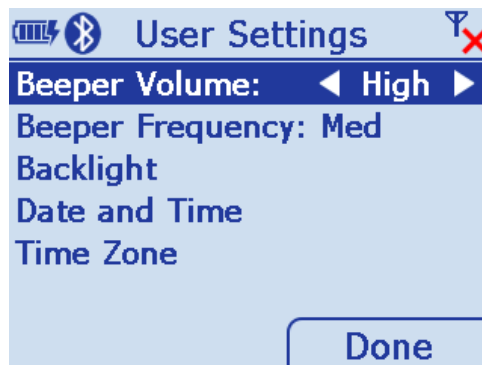 User Settings
Beeper Volume: High
Beeper Frequency: Med
Backlight
Date and Time
Time Zone
Done